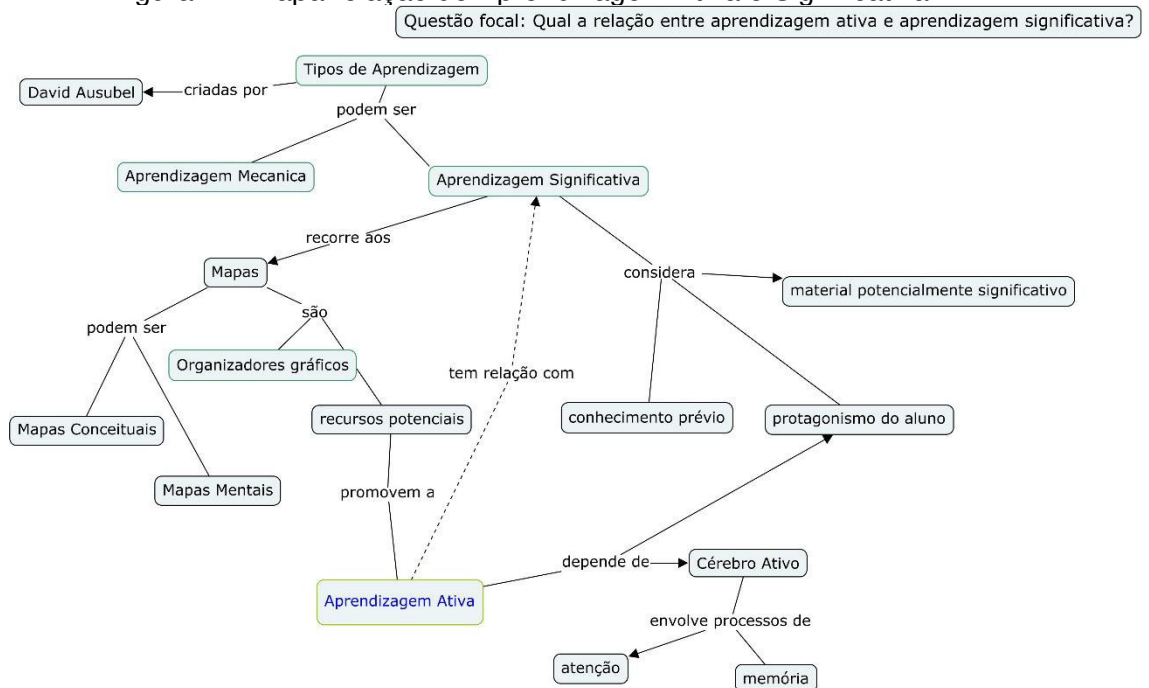 Questão focal: Qual a relação entre aprendizagem ativa e aprendizagem significativa?
Tipos de Aprendizagem
David Ausubel
criadas por
podem ser
Aprendizagem Mecanica
Aprendizagem Significativa
recorre aos
Mapas
considera
material potencialmente significativo
são
podem ser
Organizadores gráficos
tem relação com
Mapas Conceituais
recursos potenciais
conhecimento prévio
protagonismo do aluno
Mapas Mentais
promovem a
depende de
Cérebro Ativo
Aprendizagem Ativa
envolve processos de
atenção
memória